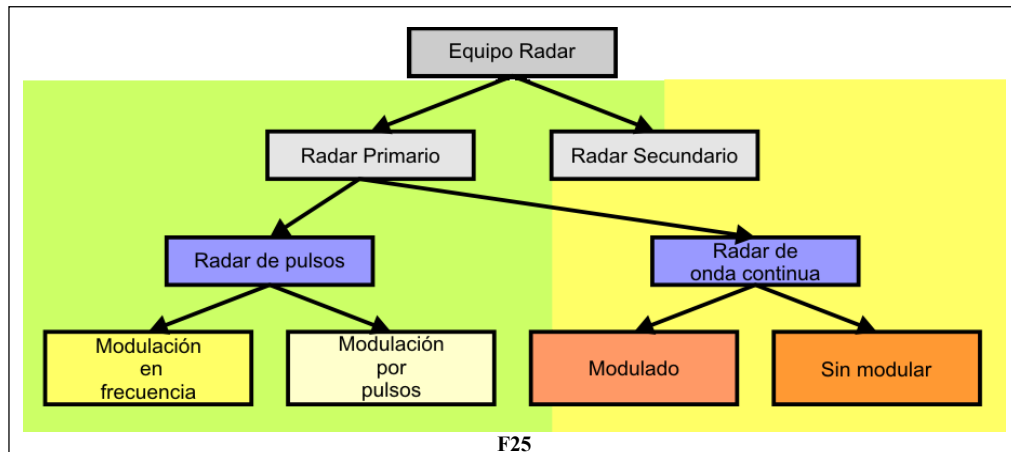 Equipo Radar
Radar Primario
Radar Secundario
Radar de pulsos
Radar de
onda continua
Modulación
en
frecuencia
Modulación
por
pulsos
Modulado
Sin modular
F25